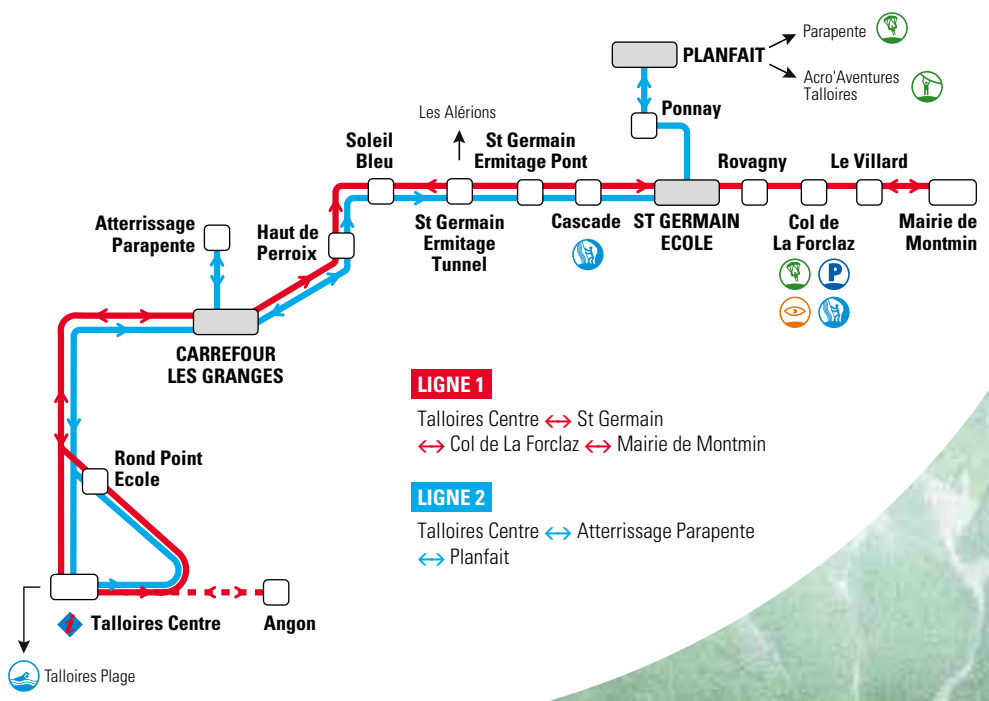 Parapente
PLANFAIT
Acro'Aventures
Talloires
Ponnay
Les Alérions
Soleil
Bleu
St Germain
Ermitage Pont
Rovagny
Le Villard
Atterrissage
Parapente
Haut de
Perroix
St Germain
Ermitage
Tunnel
Cascade
ST GERMAIN
ECOLE
Col de
La Forclaz
Mairie de
Montmin
P
CARREFOUR
LES GRANGES
LIGNE 1
Talloires Centre ↔ St Germain
↔ Col de La Forclaz ↔ Mairie de Montmin
Rond Point
Ecole
LIGNE 2
Talloires Centre ↔ Atterrissage Parapente
↔ Planfait
i
Talloires Centre
Angon
Talloires Plage